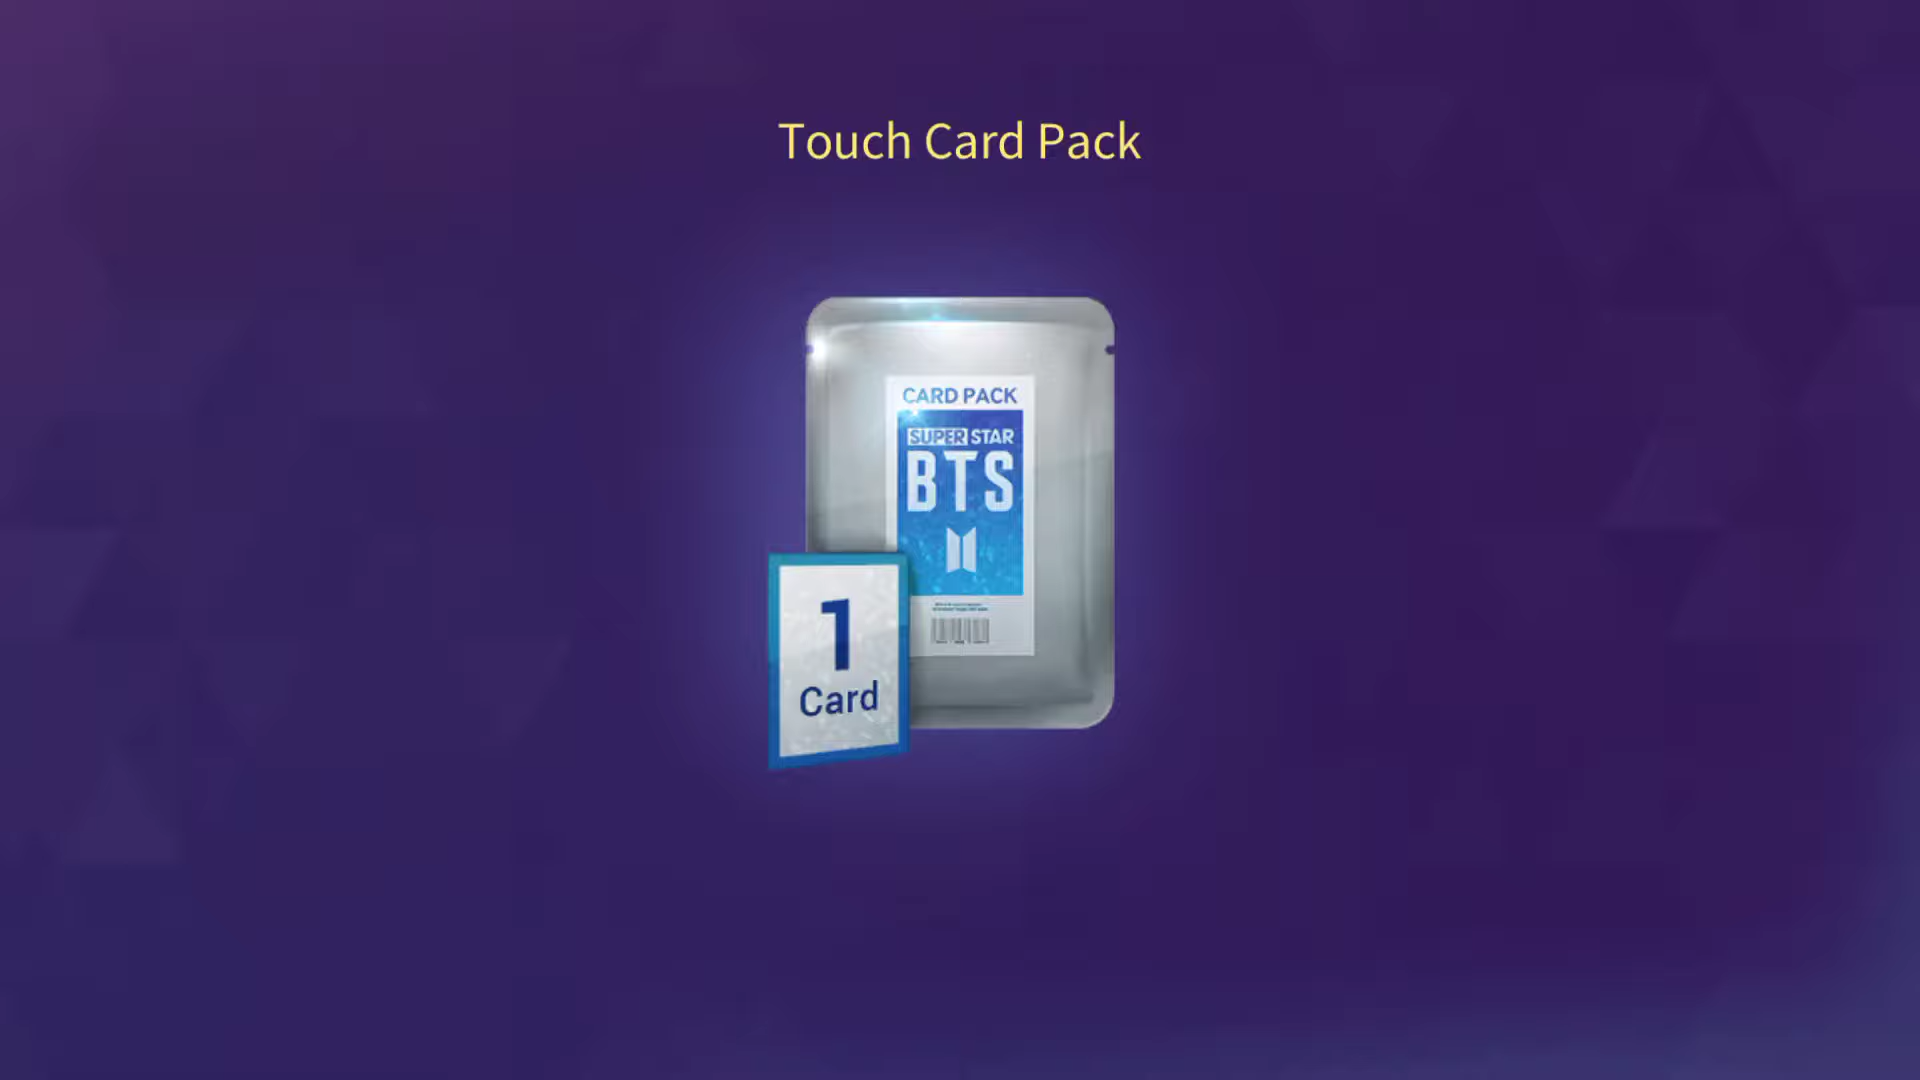 Touch Card Pack
CARD PACK
SUPER STAR
BTS
1
Card